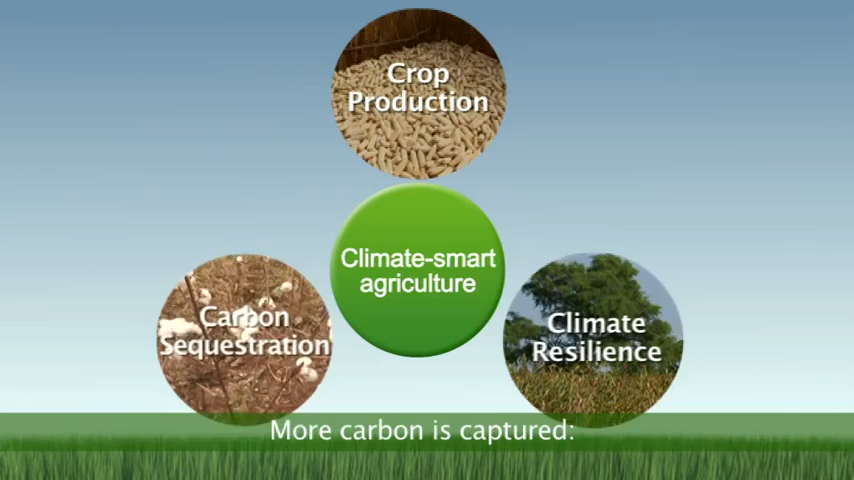 Crop
Production
Climate-smart
agriculture
Carbon
Sequestration
Climate
Resilience
More carbon is captured: